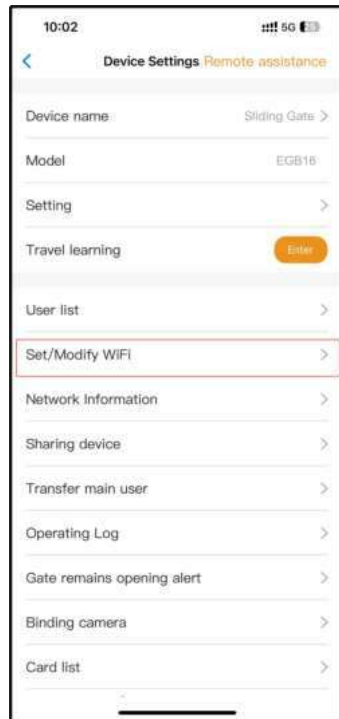 10:02 5G
Device Settings Remote assistance
Device name Sliding Gate
Model EGB16
Setting
Travel learning Enter
User list
Set/Modify WiFi
Network Information
Sharing device
Transfer main user
Operating Log
Gate remains opening alert
Binding camera
Card list